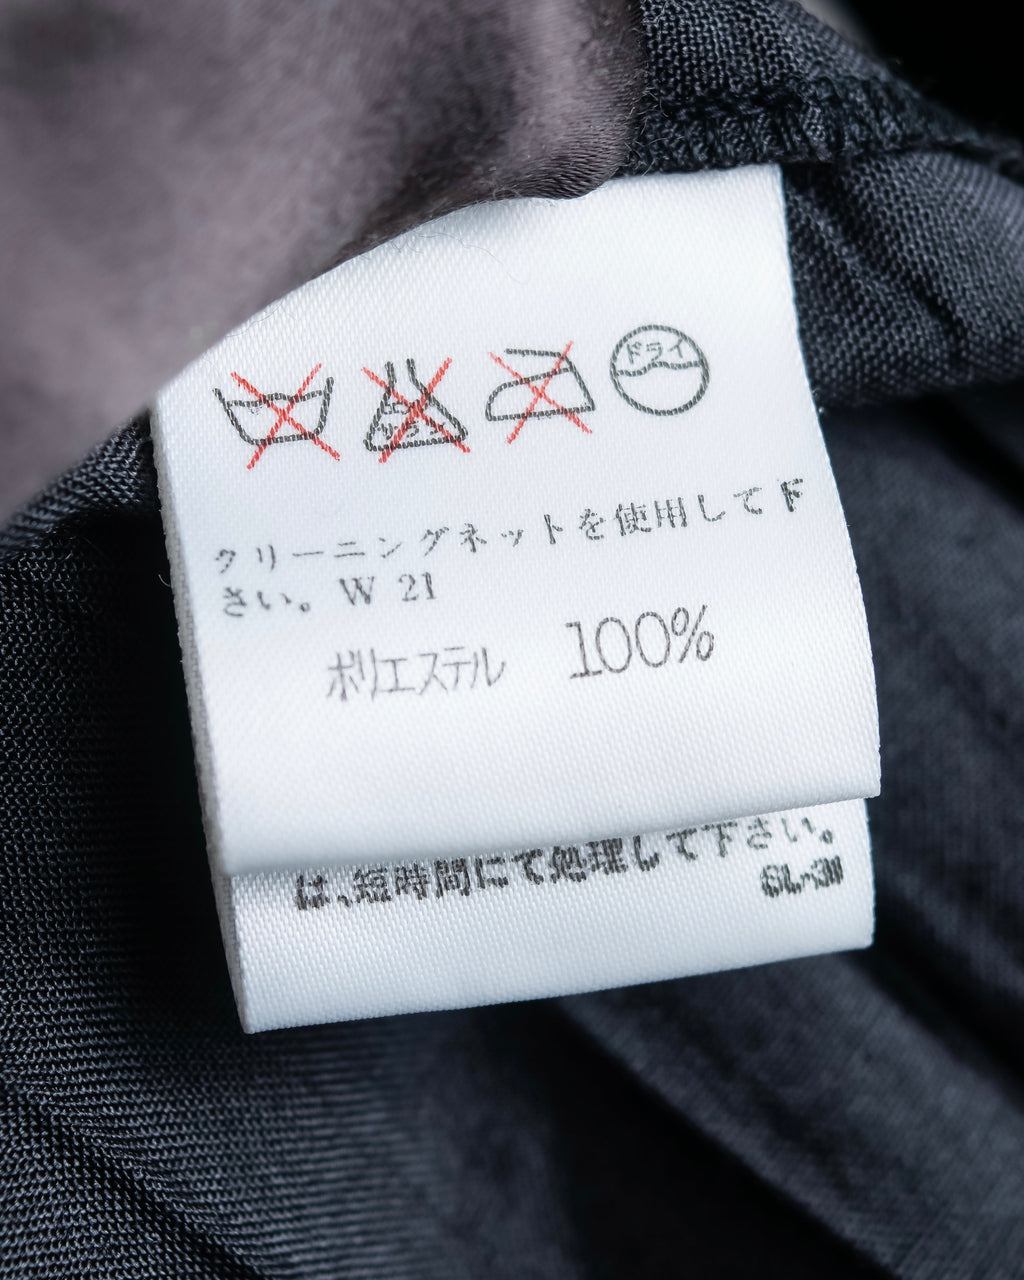 ドライ
クリーニングネットを使用して下
さい。W 21
ポリエステル 100%
は、短時間にて処理して下さい。
SL-31